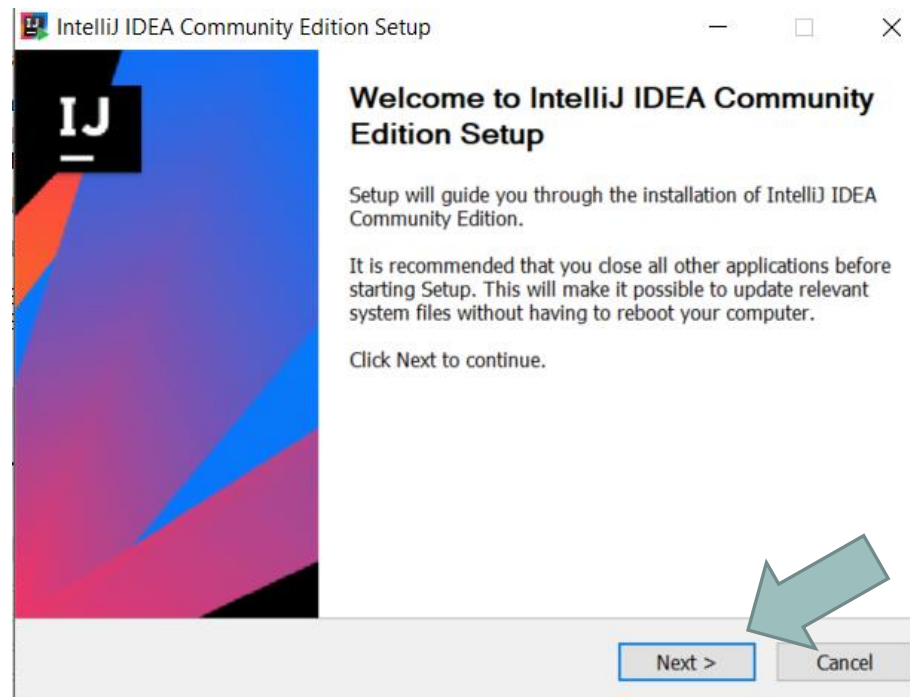 IntelliJ IDEA Community Edition Setup
IJ
Welcome to IntelliJ IDEA Community
Edition Setup
Setup will guide you through the installation of IntelliJ IDEA
Community Edition.
It is recommended that you close all other applications before
starting Setup. This will make it possible to update relevant
system files without having to reboot your computer.
Click Next to continue.
Next >
Cancel